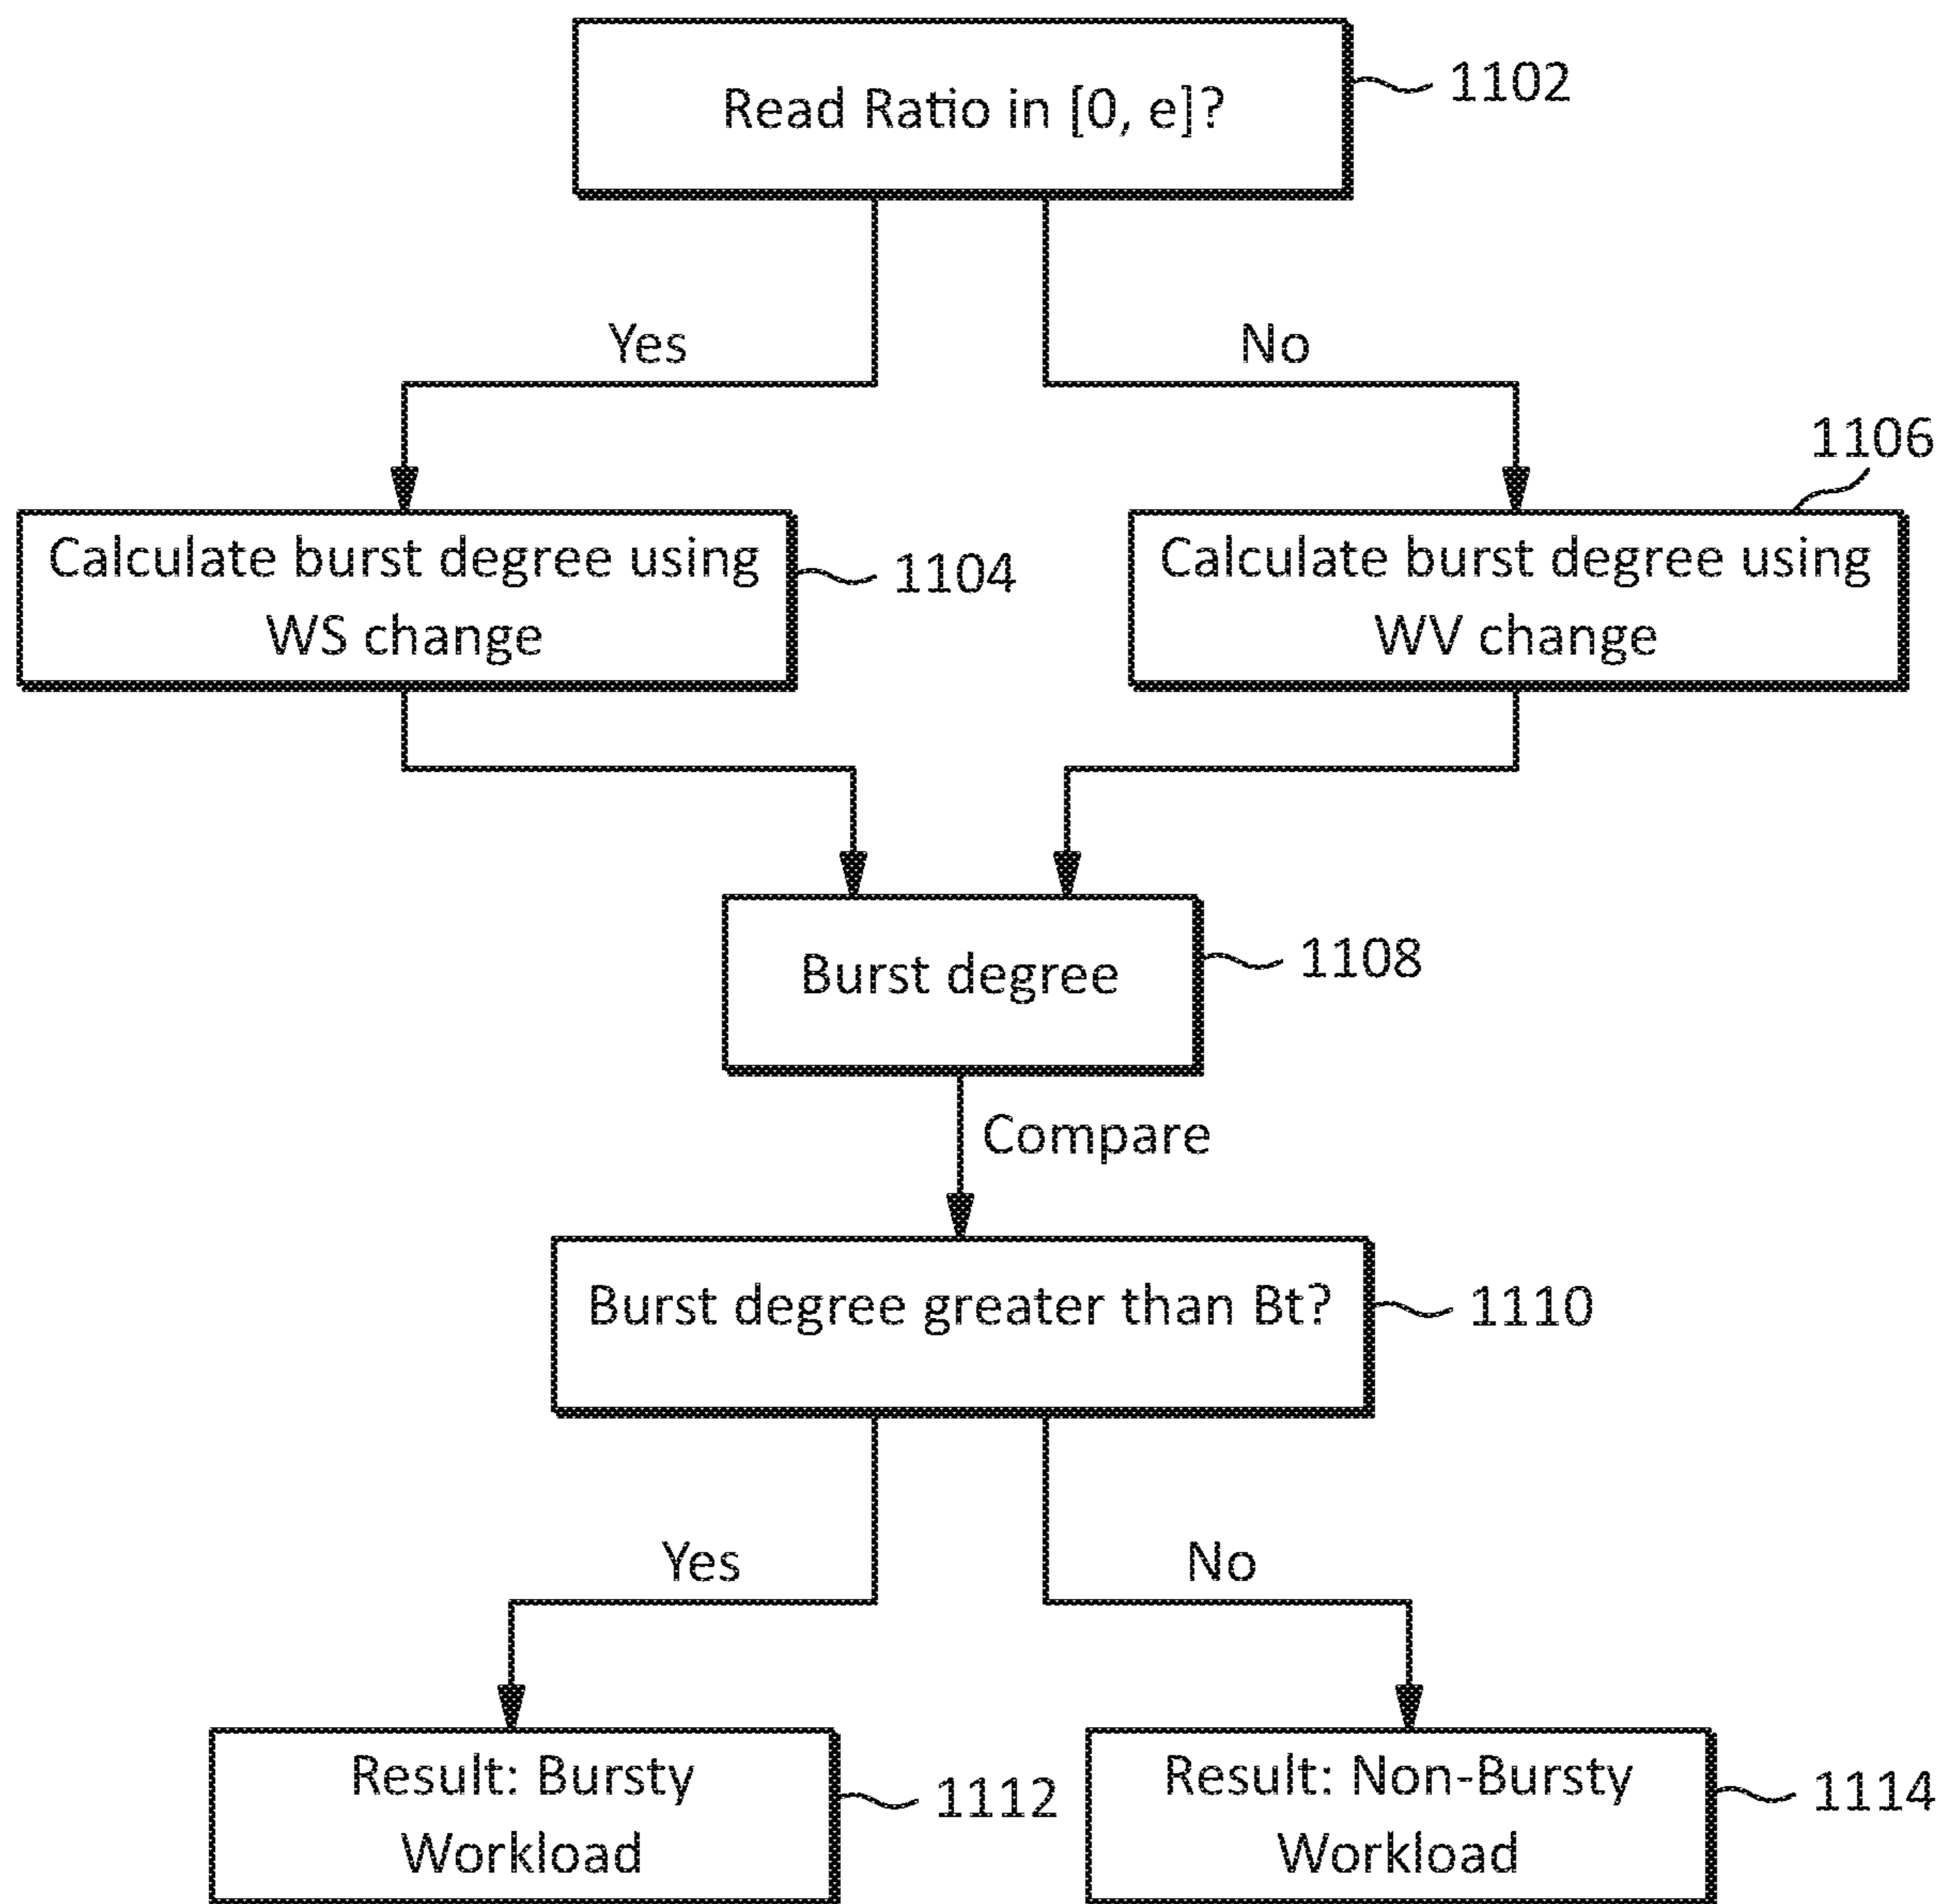 Read Ratio in [0, e]?
1102
Yes
No
1106
Calculate burst degree using
WS change
1104
Calculate burst degree using
WV change
Burst degree
1108
Compare
Burst degree greater than Bt?
1110
Yes
No
Result: Bursty
Workload
1112
Result: Non-Bursty
Workload
1114